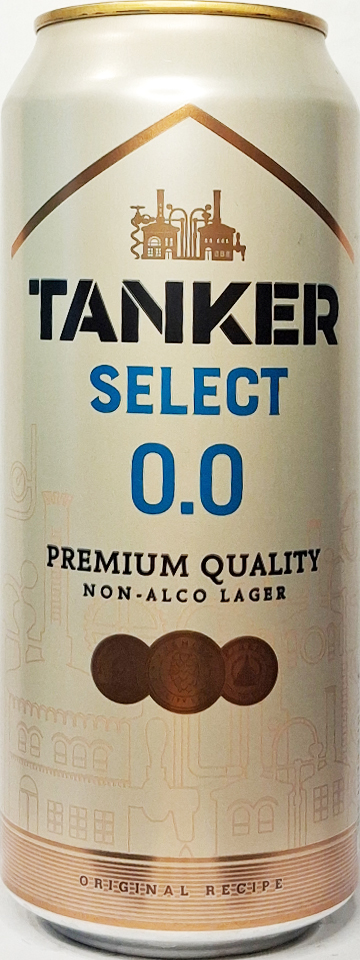 TANKER
SELECT
0.0
PREMIUM QUALITY
NON-ALCO LAGER
ORIGINAL RECIPE